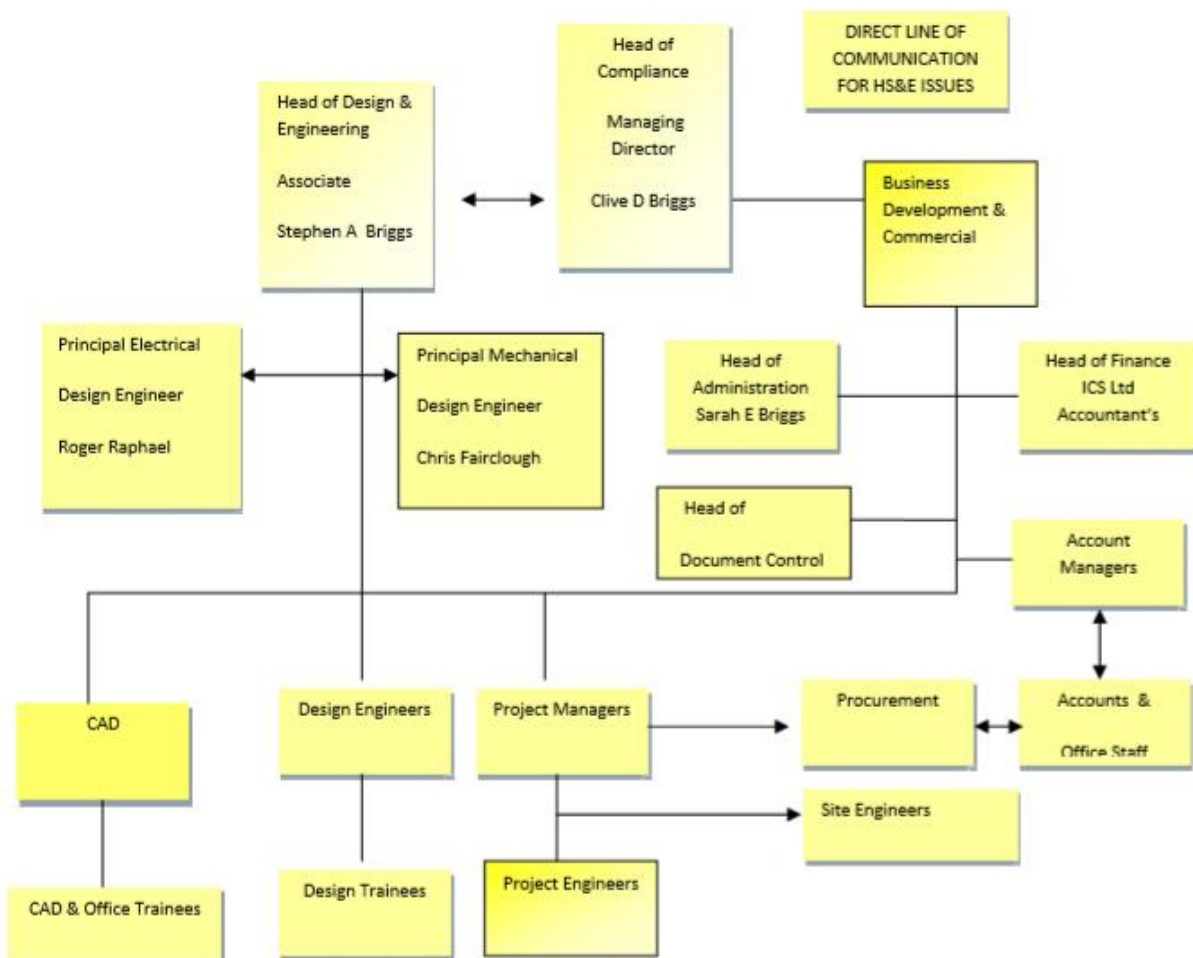 Head of
Compliance
Managing
Director
Clive D Briggs
DIRECT LINE OF
COMMUNICATION
FOR HS&E ISSUES
Head of Design &
Engineering
Associate
Stephen A Briggs
Business
Development &
Commercial
Principal Electrical
Design Engineer
Roger Raphael
Principal Mechanical
Design Engineer
Chris Fairclough
Head of
Administration
Sarah E Briggs
Head of Finance
ICS Ltd
Accountant's
Head of
Document Control
Account
Managers
CAD
Design Engineers
Project Managers
Procurement
Accounts &
Office Staff
Site Engineers
CAD & Office Trainees
Design Trainees
Project Engineers